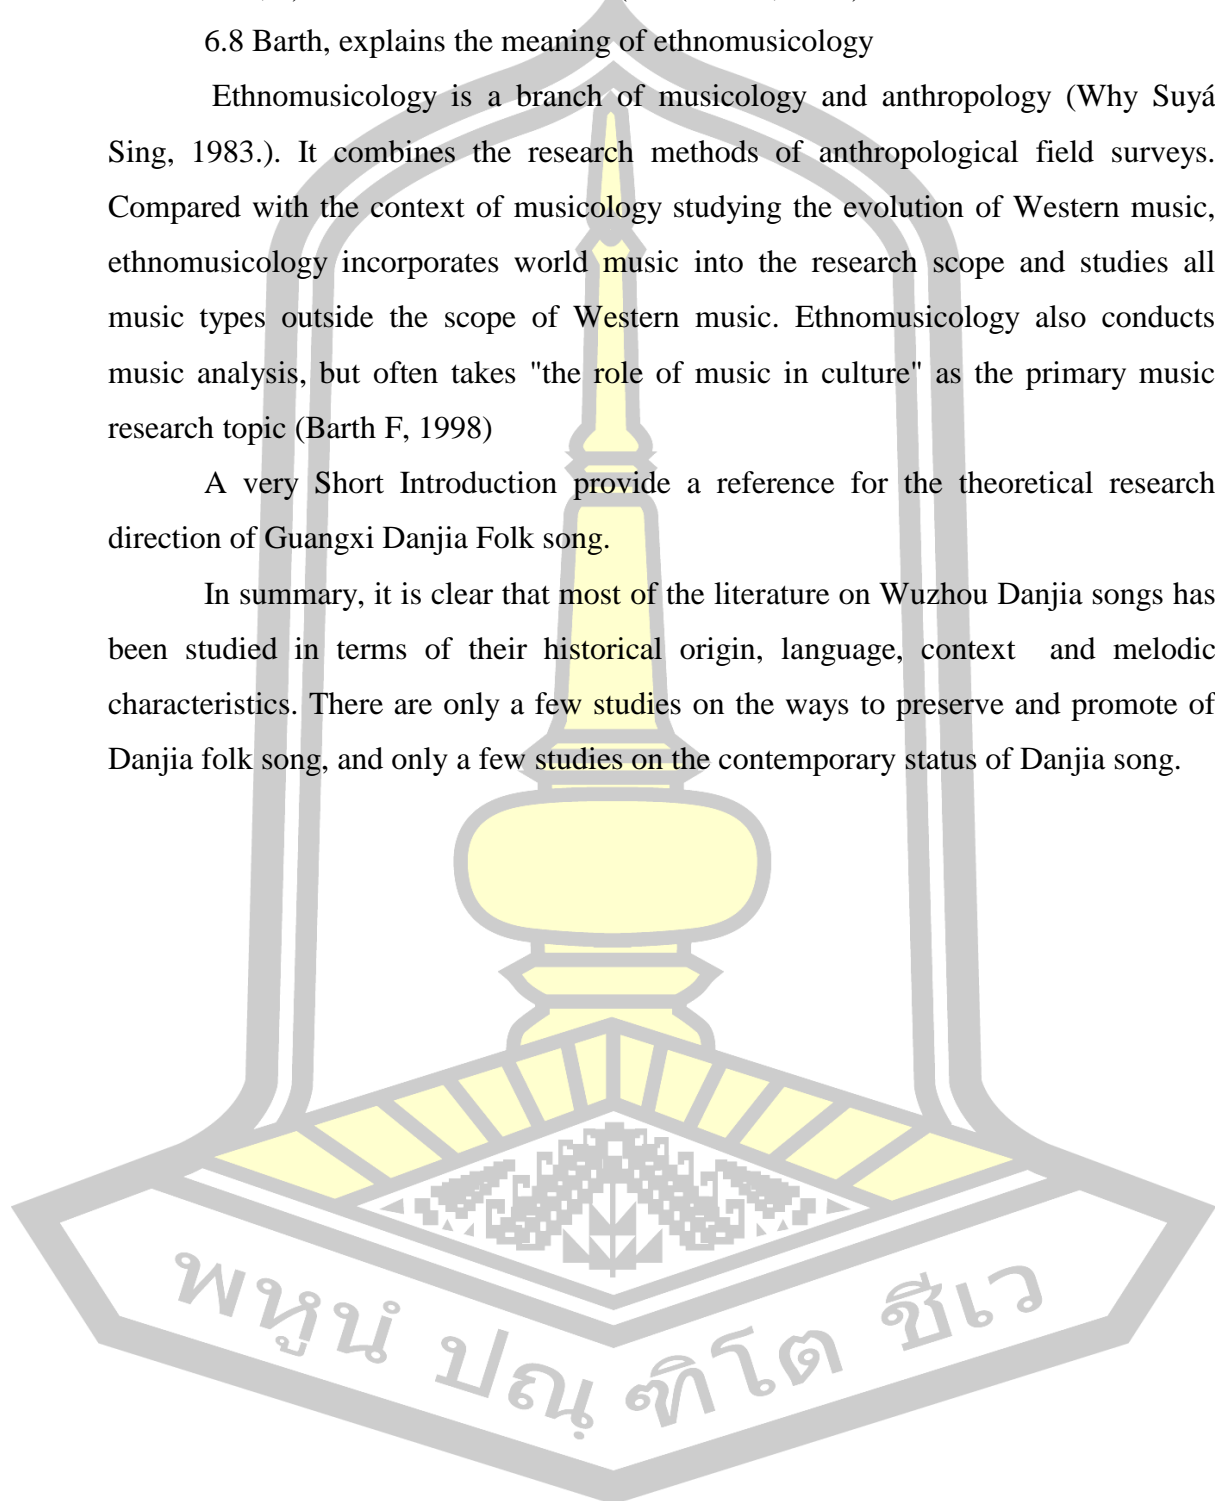 6.8 Barth, explains the meaning of ethnomusicology
Ethnomusicology is a branch of musicology and anthropology (Why Suyá
Sing, 1983.). It combines the research methods of anthropological field surveys.
Compared with the context of musicology studying the evolution of Western music,
ethnomusicology incorporates world music into the research scope and studies all
music types outside the scope of Western music. Ethnomusicology also conducts
music analysis, but often takes "the role of music in culture" as the primary music
research topic (Barth F, 1998)
A very Short Introduction provide a reference for the theoretical research
direction of Guangxi Danjia Folk song.
In summary, it is clear that most of the literature on Wuzhou Danjia songs has
been studied in terms of their historical origin, language, context and melodic
characteristics. There are only a few studies on the ways to preserve and promote of
Danjia folk song, and only a few studies on the contemporary status of Danjia song.
พหูนํ ปณฺ ฑิโต ชีเว